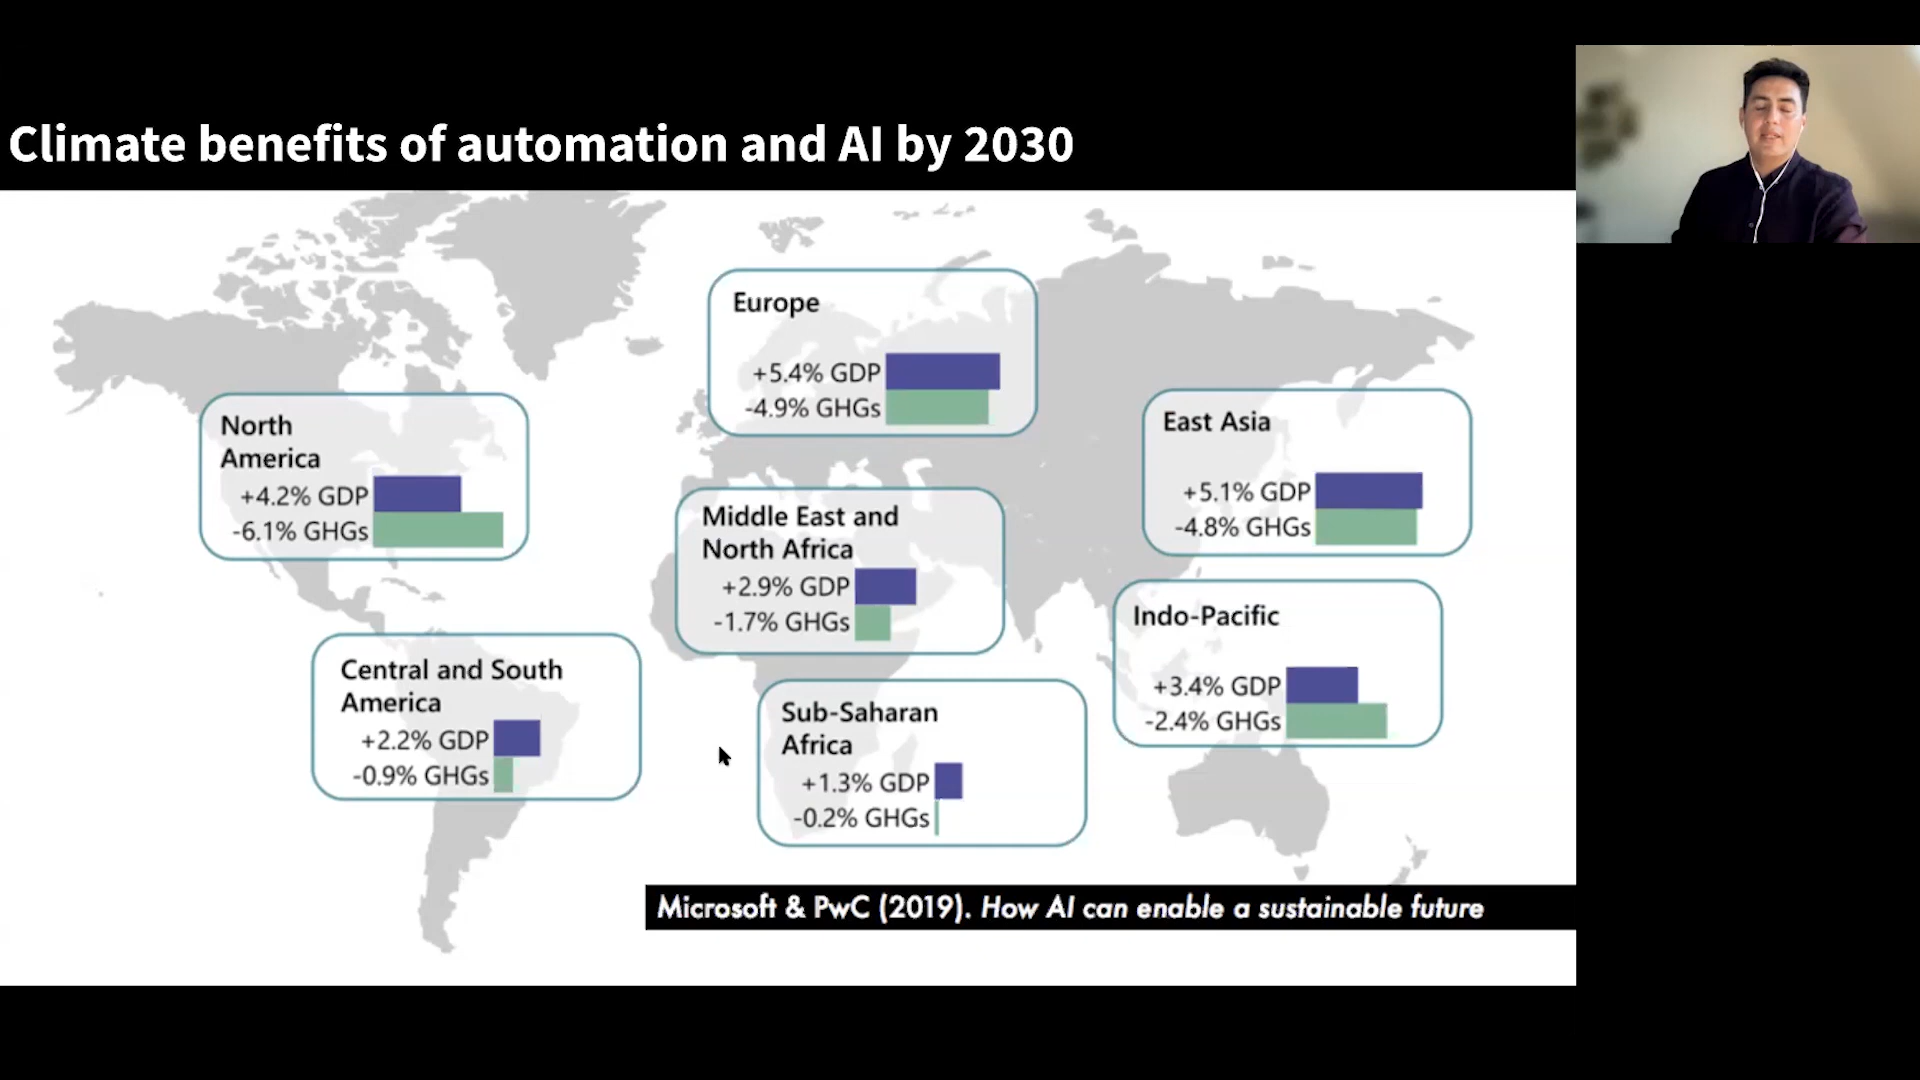 Climate benefits of automation and AI by 2030
Europe
+5.4% GDP
-4.9% GHGs
North
America
+4.2% GDP
-6.1% GHGs
East Asia
+5.1% GDP
-4.8% GHGs
Middle East and
North Africa
+2.9% GDP
-1.7% GHGs
Indo-Pacific
+3.4% GDP
-2.4% GHGs
Central and South
America
+2.2% GDP
-0.9% GHGs
Sub-Saharan
Africa
+1.3% GDP
-0.2% GHGs
Microsoft & PwC (2019). How AI can enable a sustainable future